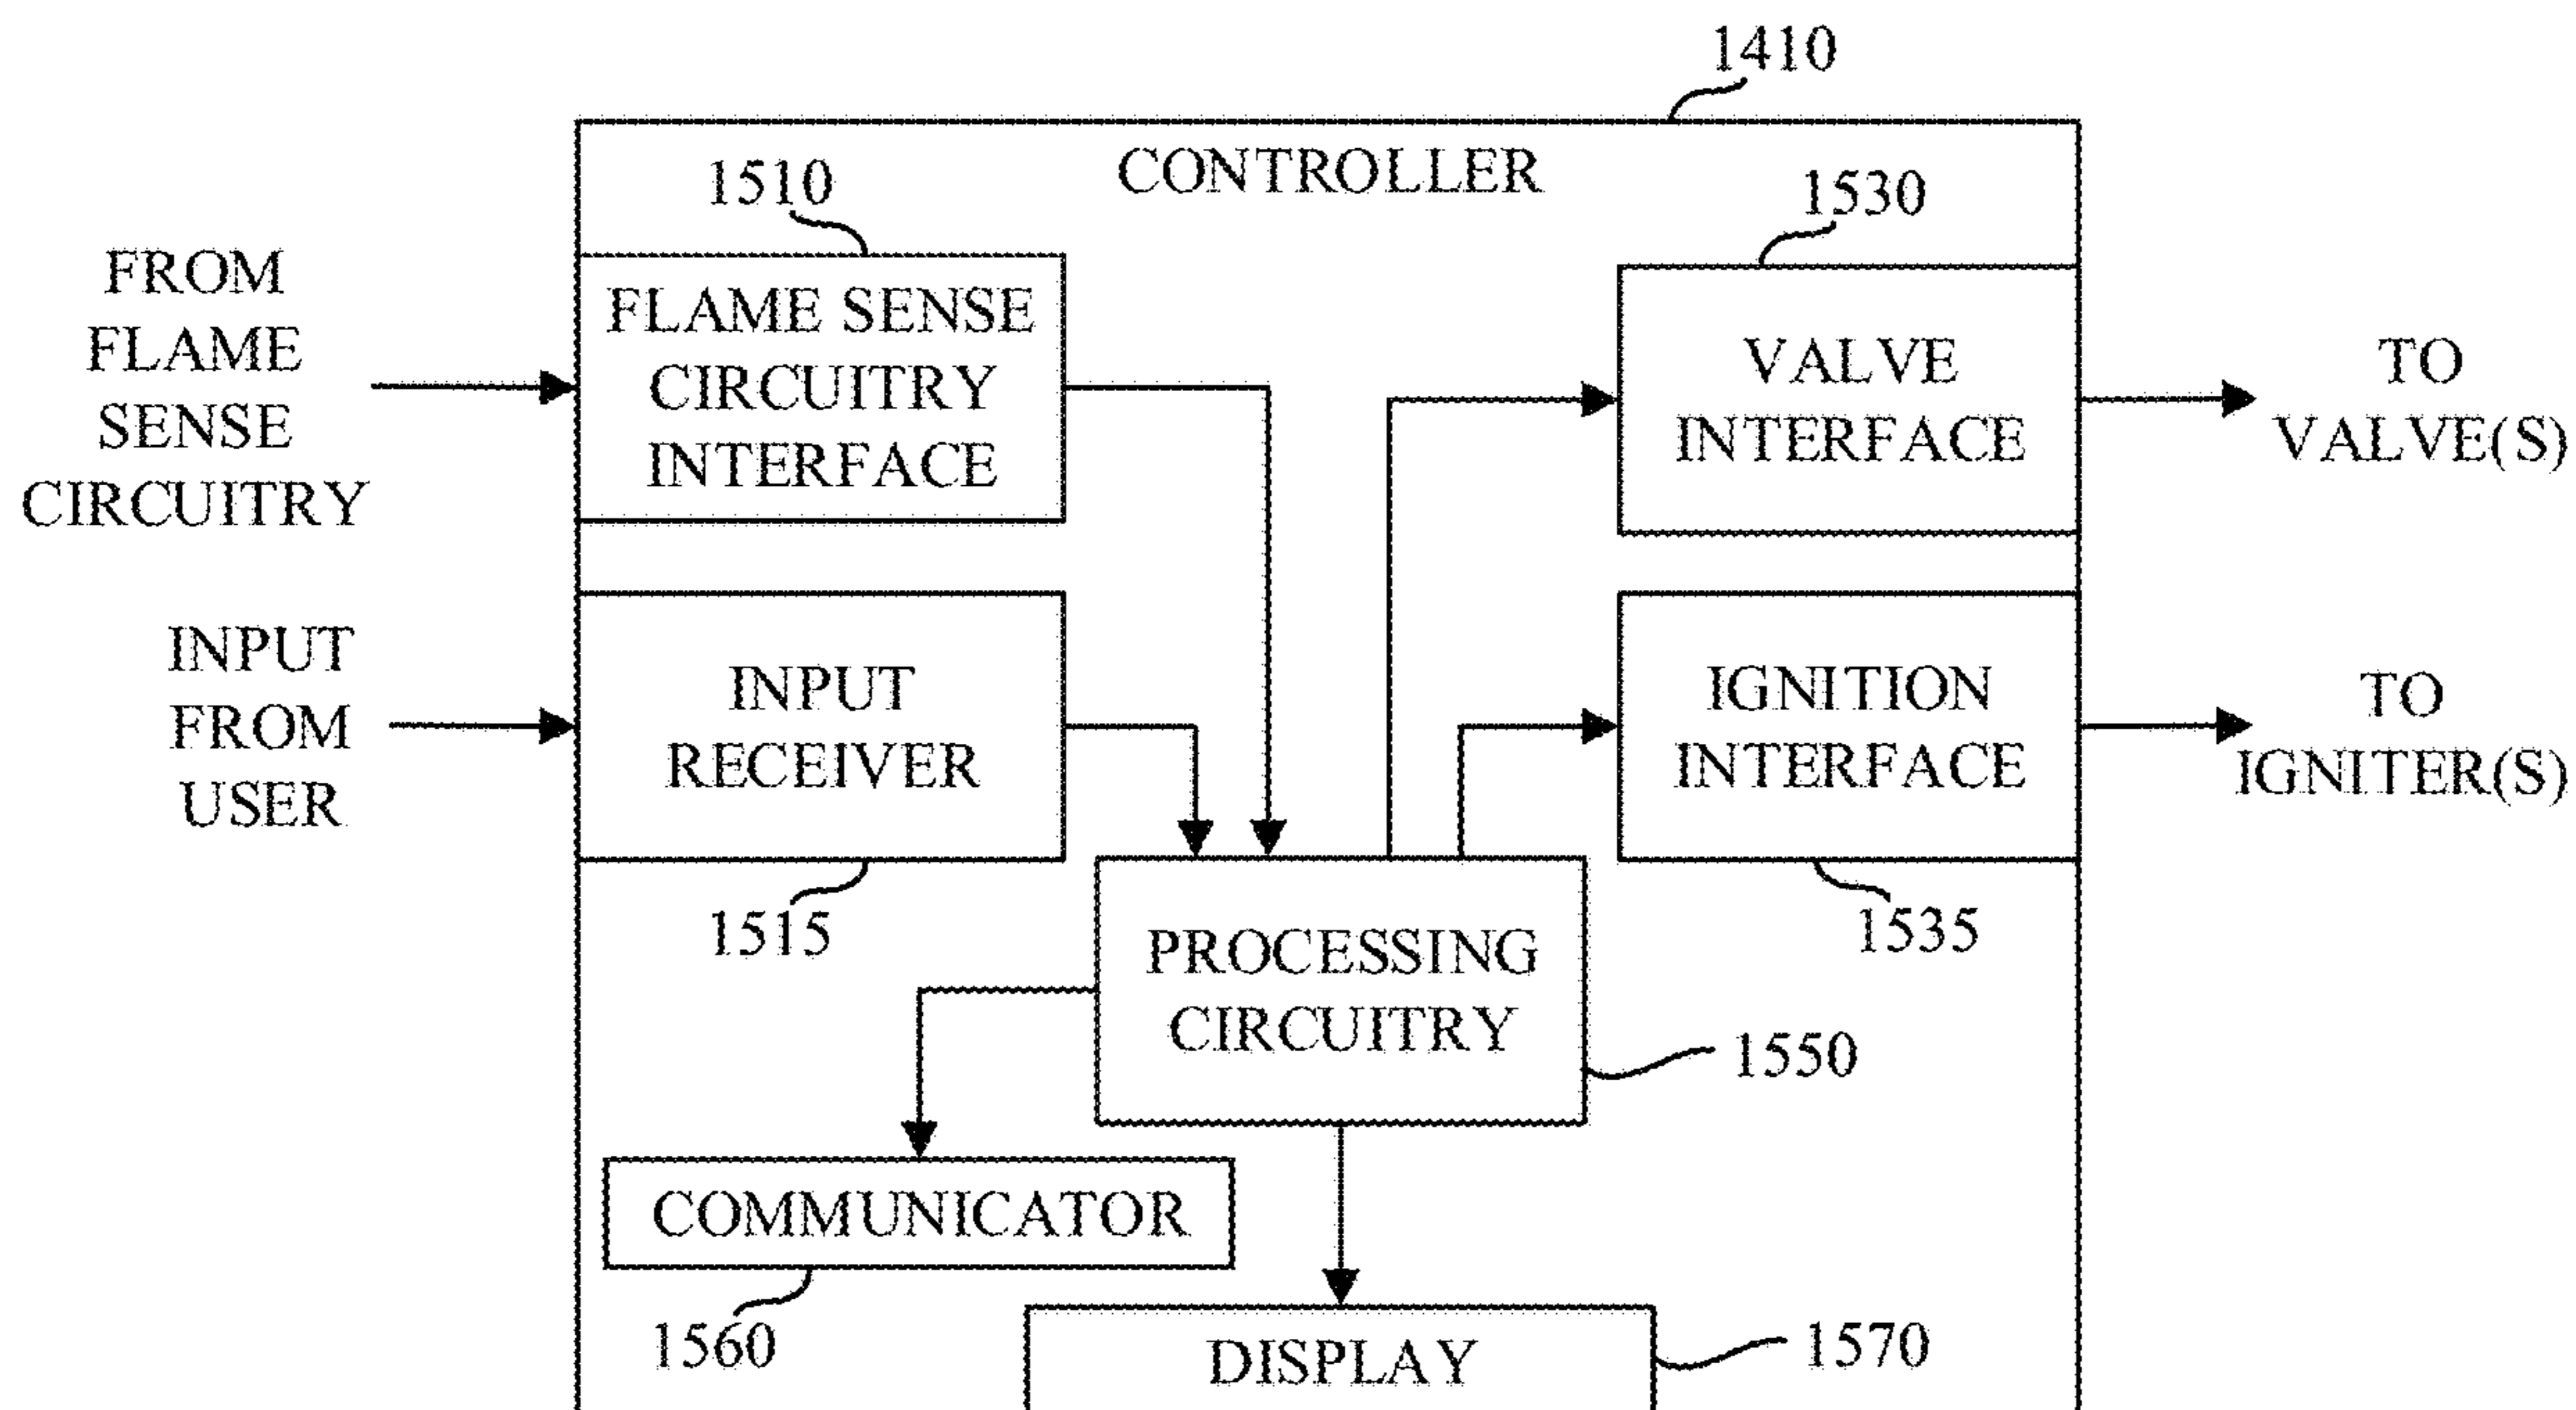 1410
CONTROLLER
1510
1530
FROM
FLAME
SENSE
CIRCUITRY
FLAME SENSE
CIRCUITRY
INTERFACE
VALVE
INTERFACE
TO
VALVE(S)
INPUT
FROM
USER
INPUT
RECEIVER
IGNITION
INTERFACE
TO
IGNITER(S)
1515
1535
PROCESSING
CIRCUITRY
1550
COMMUNICATOR
1560
DISPLAY
1570